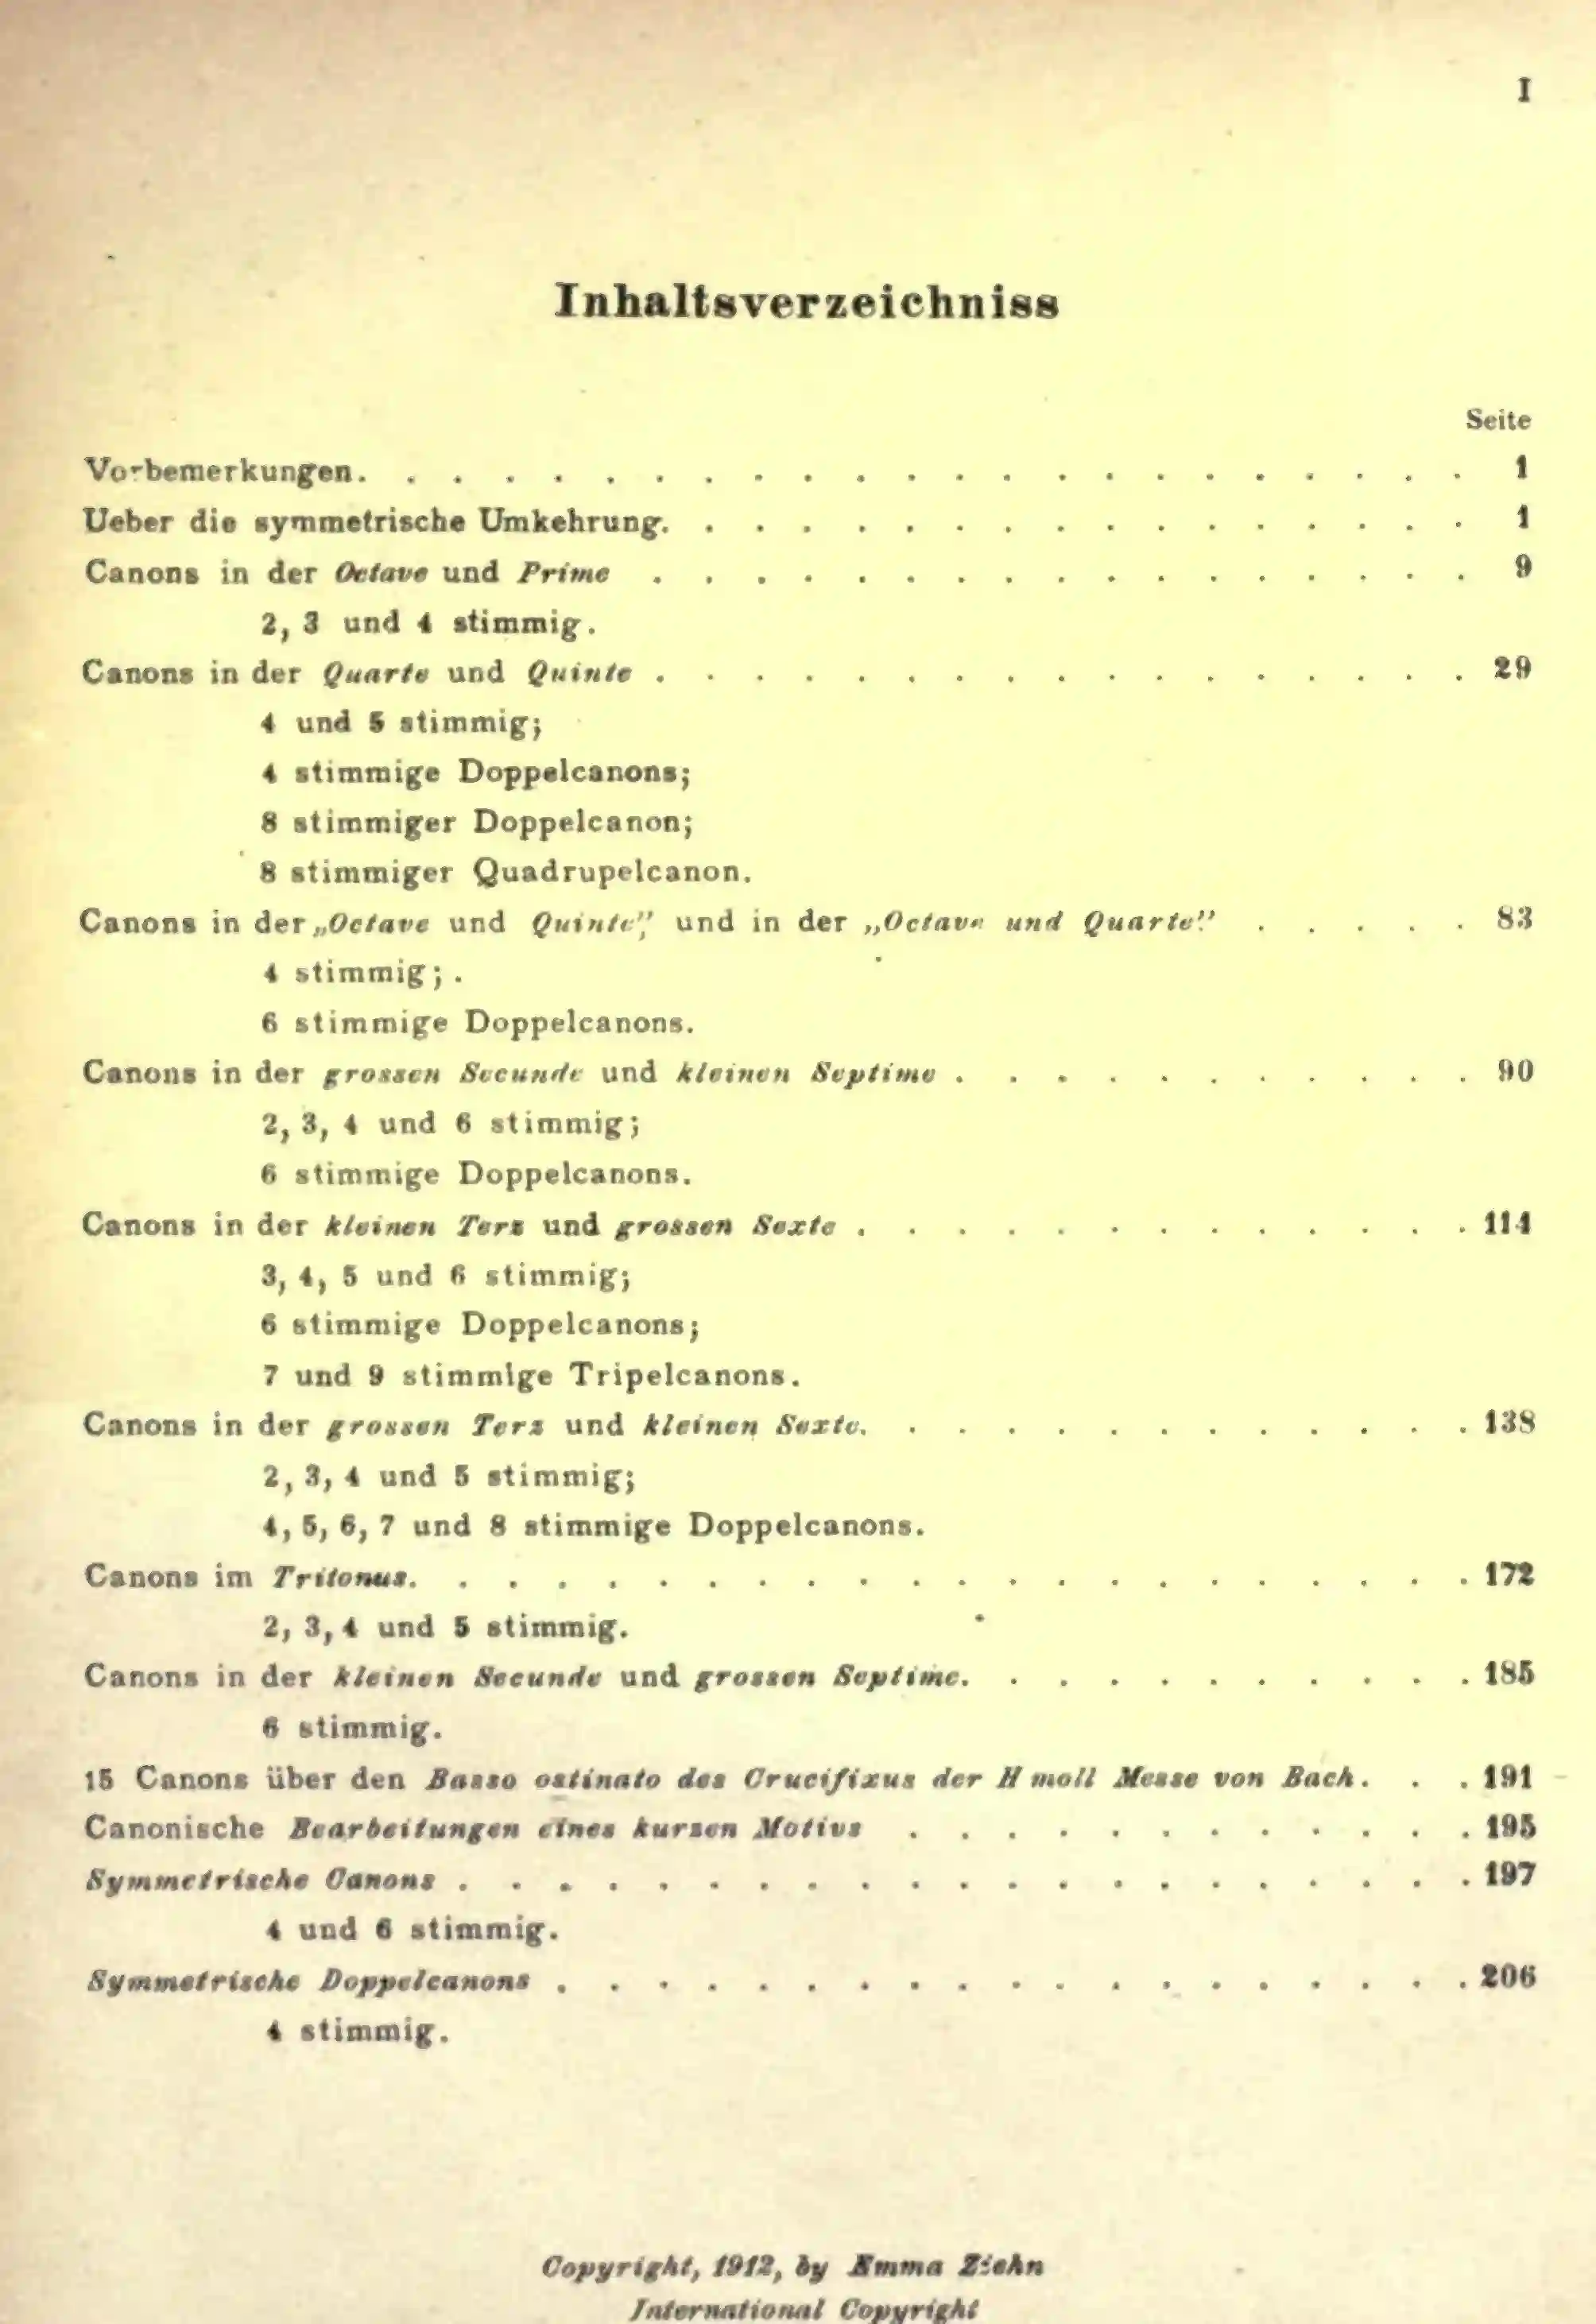 I
Inhaltsverzeichniss
Seite
Vorbemerkungen. . . . . . . . . . . . . . . . . . . . . . . 1
Ueber die symmetrische Umkehrung. . . . . . . . . . . . . . . . . 1
Canons in der Octave und Prime . . . . . . . . . . . . . . . . . 9
2, 3 und 4 stimmig.
Canons in der Quarte und Quinte . . . . . . . . . . . . . . . . . 29
4 und 5 stimmig;
4 stimmige Doppelcanons;
8 stimmiger Doppelcanon;
8 stimmiger Quadrupelcanon.
Canons in der „Octave und Quinte”, und in der „Octave und Quarte.” . . . . . 83
4 stimmig; .
6 stimmige Doppelcanons.
Canons in der grossen Secunde und kleinen Septime . . . . . . . . . . . 90
2, 3, 4 und 6 stimmig;
6 stimmige Doppelcanons.
Canons in der kleinen Terz und grossen Sexte . . . . . . . . . . . . . 114
3, 4, 5 und 6 stimmig;
6 stimmige Doppelcanons;
7 und 9 stimmige Tripelcanons.
Canons in der grossen Terz und kleinen Sexte. . . . . . . . . . . . . 138
2, 3, 4 und 5 stimmig;
4, 5, 6, 7 und 8 stimmige Doppelcanons.
Canons im Tritonus. . . . . . . . . . . . . . . . . . . . . . 172
2, 3, 4 und 5 stimmig.
Canons in der kleinen Secunde und grossen Septime. . . . . . . . . . . 185
6 stimmig.
15 Canons über den Basso ostinato des Crucifixus der H moll Messe von Bach. . . 191
Canonische Bearbeitungen eines kurzen Motivs . . . . . . . . . . . . 195
Symmetrische Canons . . . . . . . . . . . . . . . . . . . . . 197
4 und 6 stimmig.
Symmetrische Doppelcanons . . . . . . . . . . . . . . . . . . . 206
4 stimmig.
Copyright, 1912, by Emma Ziehn
International Copyright